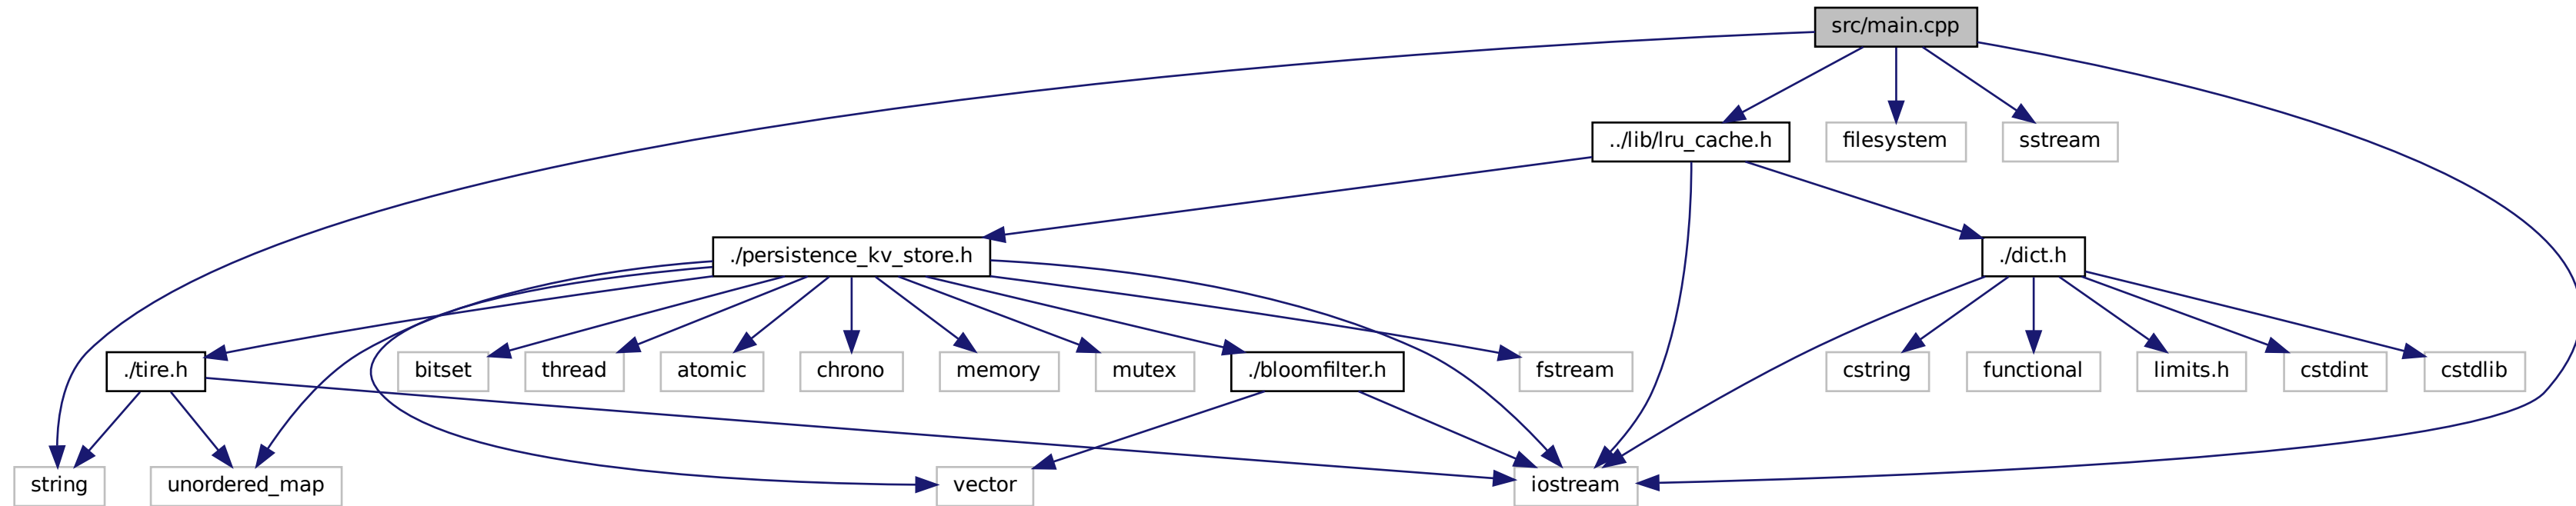 src/main.cpp
../lib/lru_cache.h
filesystem
sstream
./persistence_kv_store.h
./dict.h
./tire.h
bitset
thread
atomic
chrono
memory
mutex
./bloomfilter.h
fstream
cstring
functional
limits.h
cstdint
cstdlib
string
unordered_map
vector
iostream